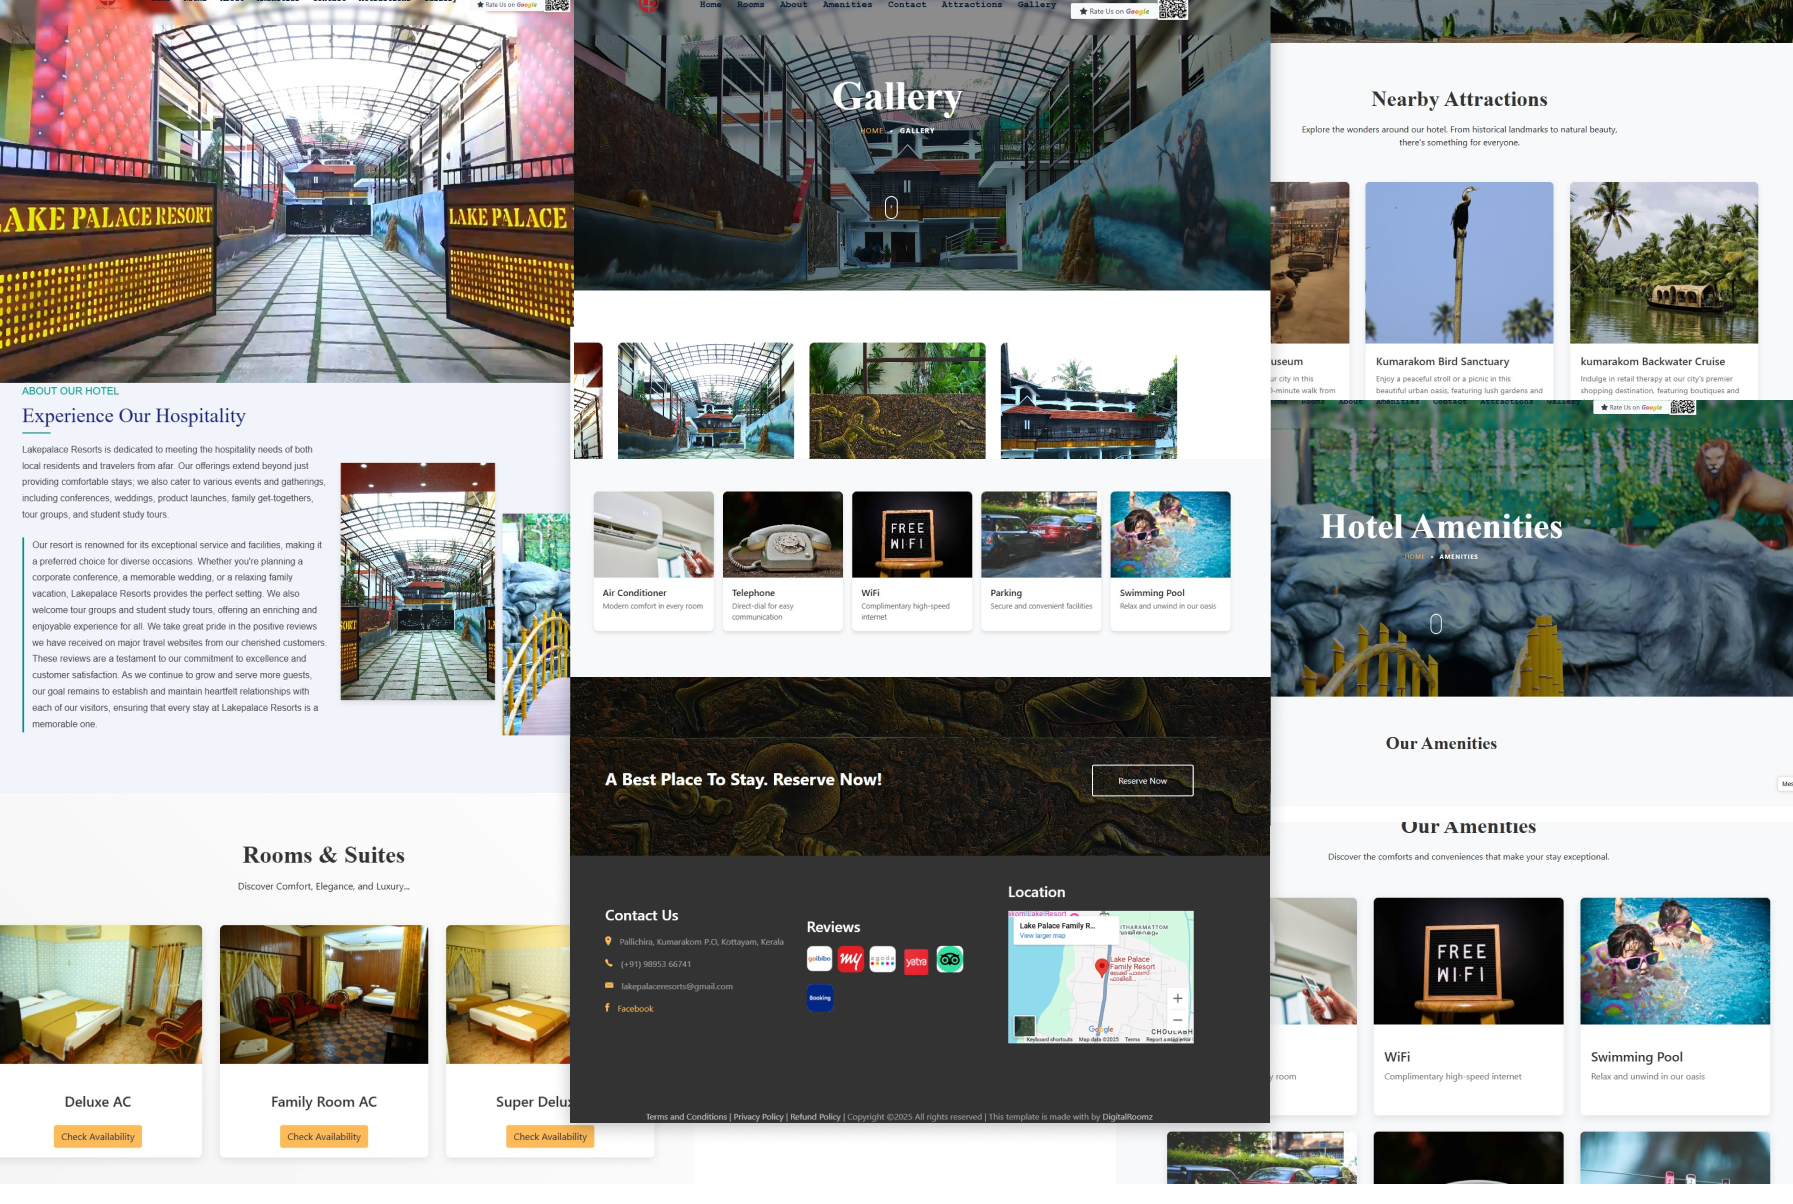 Rate Us on Google
LAKE PALACE RESORT
LAKE PALACE
ABOUT OUR HOTEL
Experience Our Hospitality
Lakepalace Resorts is dedicated to meeting the hospitality needs of both
local residents and travelers from afar. Our offerings extend beyond just
providing comfortable stays; we also cater to various events and gatherings,
including conferences, weddings, product launches, family get-togethers,
tour groups, and student study tours.
Our resort is renowned for its exceptional service and facilities, making it
a preferred choice for diverse occasions. Whether you're planning a
corporate conference, a memorable wedding, or a relaxing family
vacation, Lakepalace Resorts provides the perfect setting. We also
welcome tour groups and student study tours, offering an enriching and
enjoyable experience for all. We take great pride in the positive reviews
we have received on major travel websites from our cherished customers.
These reviews are a testament to our commitment to excellence and
customer satisfaction. As we continue to grow and serve more guests,
our goal remains to establish and maintain heartfelt relationships with
each of our visitors, ensuring that every stay at Lakepalace Resorts is a
memorable one.
Rooms & Suites
Discover Comfort, Elegance, and Luxury...
Deluxe AC
Check Availability
Family Room AC
Check Availability
Super Delux
Check Availability
Home Rooms About Amenities Contact Attractions Gallery
Rate Us on Google
Gallery
HOME • GALLERY
Air Conditioner
Modern comfort in every room
Telephone
Direct-dial for easy
communication
FREE
WIFI
WiFi
Complimentary high-speed
internet
Parking
Secure and convenient facilities
Swimming Pool
Relax and unwind in our oasis
A Best Place To Stay. Reserve Now!
Reserve Now
Contact Us
Pallichira, Kumarakom P.O, Kottayam, Kerala
(+91) 98953 66741
lakepalaceresorts@gmail.com
Facebook
Reviews
goibibo
my
agoda
yatra
Booking
Location
Lake Palace Family R...
View larger map
Lake Palace
Family Resort
Google
Keyboard shortcuts Map data ©2025 Terms Report a map error
Terms and Conditions | Privacy Policy | Refund Policy | Copyright ©2025 All rights reserved | This template is made with by DigitalRoomz
Nearby Attractions
Explore the wonders around our hotel. From historical landmarks to natural beauty,
there's something for everyone.
useum
ur city in this
-minute walk from
Kumarakom Bird Sanctuary
Enjoy a peaceful stroll or a picnic in this
beautiful urban oasis, featuring lush gardens and
kumarakom Backwater Cruise
Indulge in retail therapy at our city's premier
shopping destination, featuring boutiques and
Rate Us on Google
Hotel Amenities
HOME • AMENITIES
Our Amenities
Our Amenities
Discover the comforts and conveniences that make your stay exceptional.
y room
FREE
WIFI
WiFi
Complimentary high-speed internet
Swimming Pool
Relax and unwind in our oasis